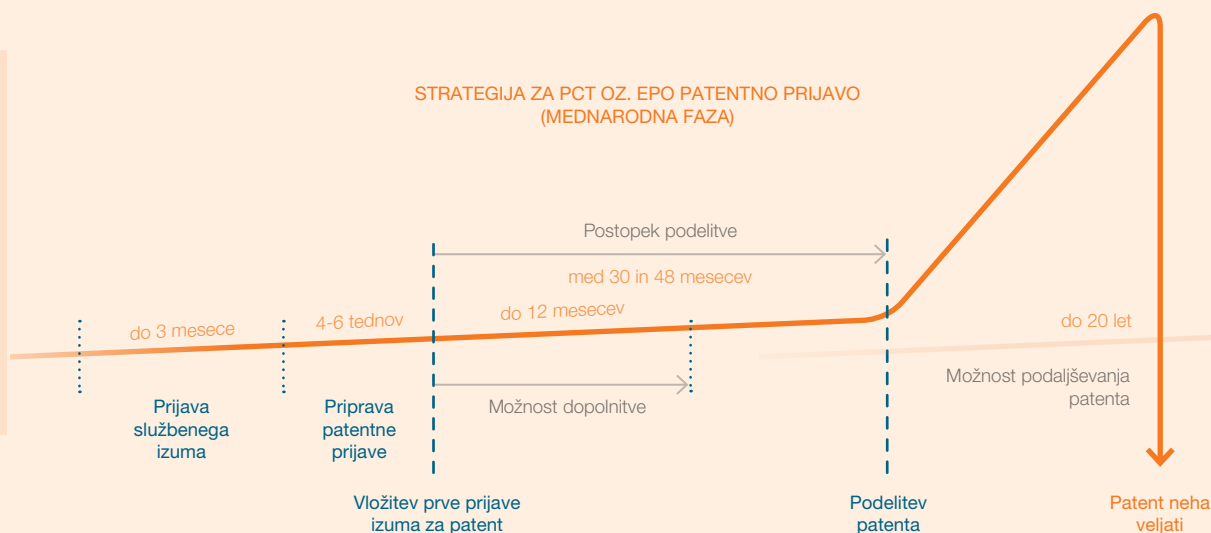 STRATEGIJA ZA PCT OZ. EPO PATENTNO PRIJAVO
(MEDNARODNA FAZA)
Postopek podelitve
med 30 in 48 mesecev
do 3 mesece
4-6 tednov
do 12 mesecev
do 20 let
Možnost podaljševanja
patenta
Prijava
službenega
izuma
Priprava
patentne
prijave
Možnost dopolnitve
Vložitev prve prijave
izuma za patent
Podelitev
patenta
Patent neha
veljati